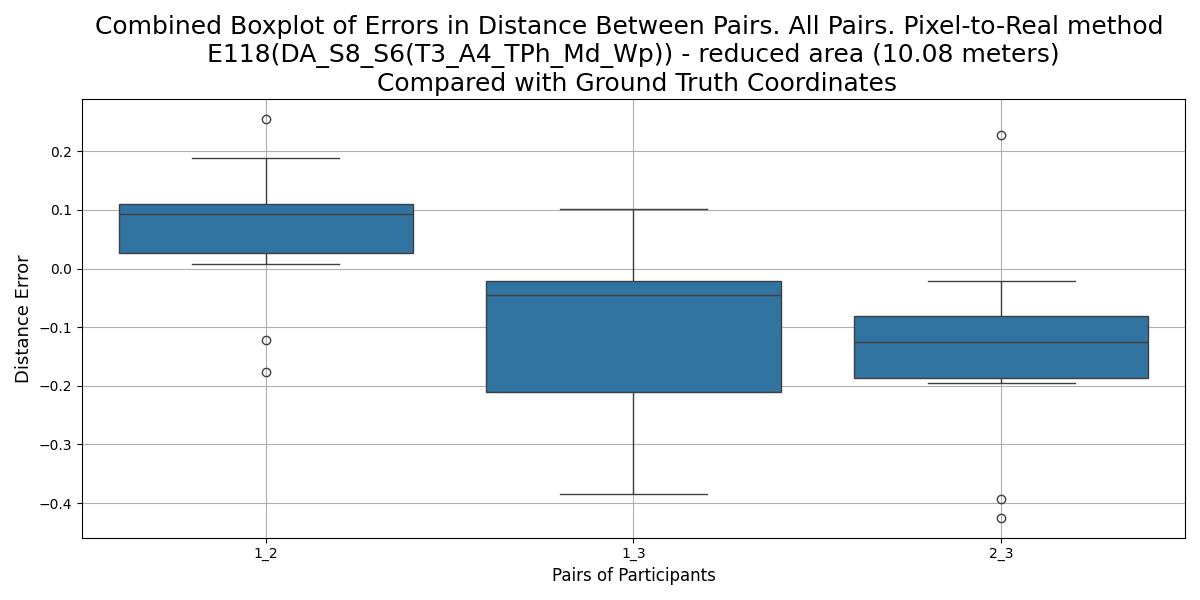 Combined Boxplot of Errors in Distance Between Pairs. All Pairs. Pixel-to-Real method
E118(DA_S8_S6(T3_A4_TPh_Md_Wp)) - reduced area (10.08 meters)
Compared with Ground Truth Coordinates
Distance Error
0.2
0.1
0.0
−0.1
−0.2
−0.3
−0.4
1_2
1_3
2_3
Pairs of Participants